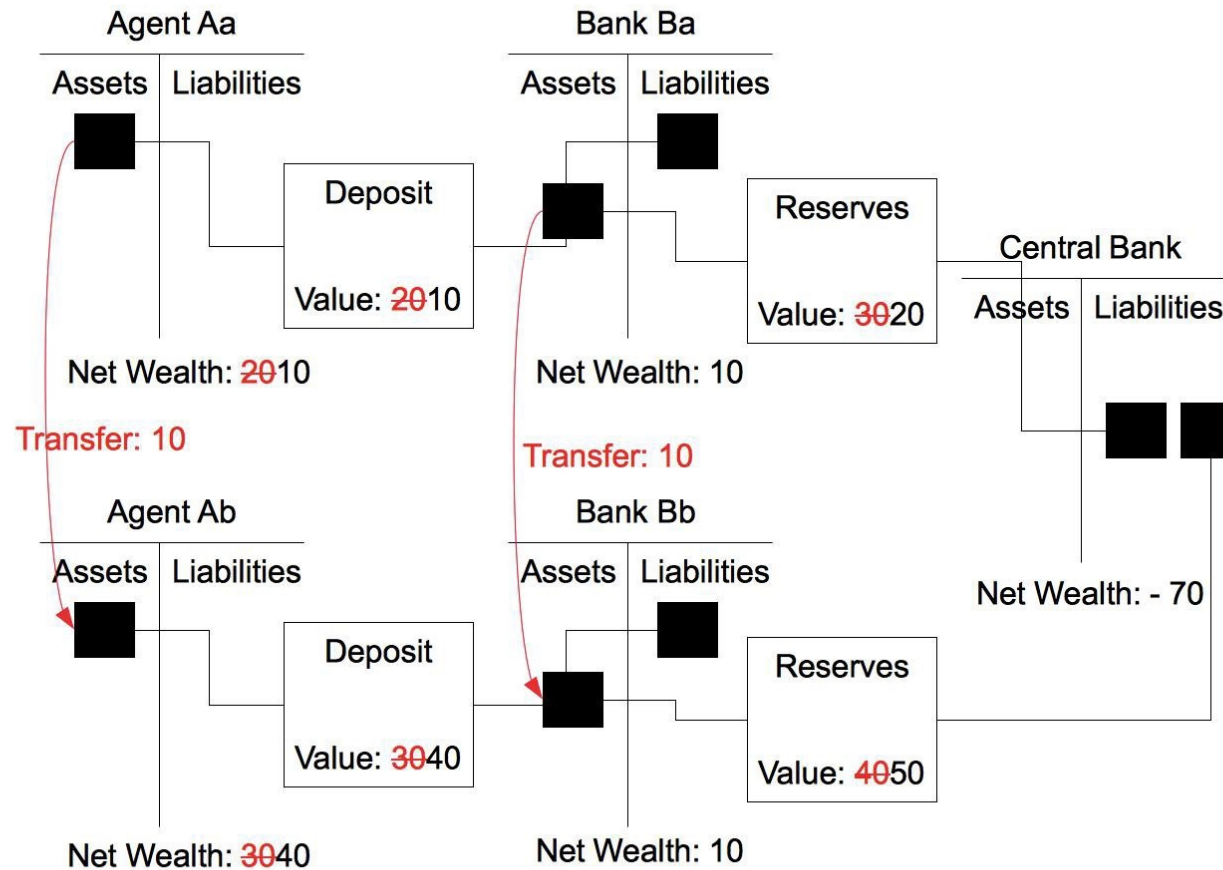 Agent Aa
Assets Liabilities
Deposit
Value: 2010
Net Wealth: 2010
Transfer: 10
Bank Ba
Assets Liabilities
Reserves
Value: 3020
Net Wealth: 10
Transfer: 10
Central Bank
Assets Liabilities
Net Wealth: - 70
Agent Ab
Assets Liabilities
Deposit
Value: 3040
Net Wealth: 3040
Bank Bb
Assets Liabilities
Reserves
Value: 4050
Net Wealth: 10